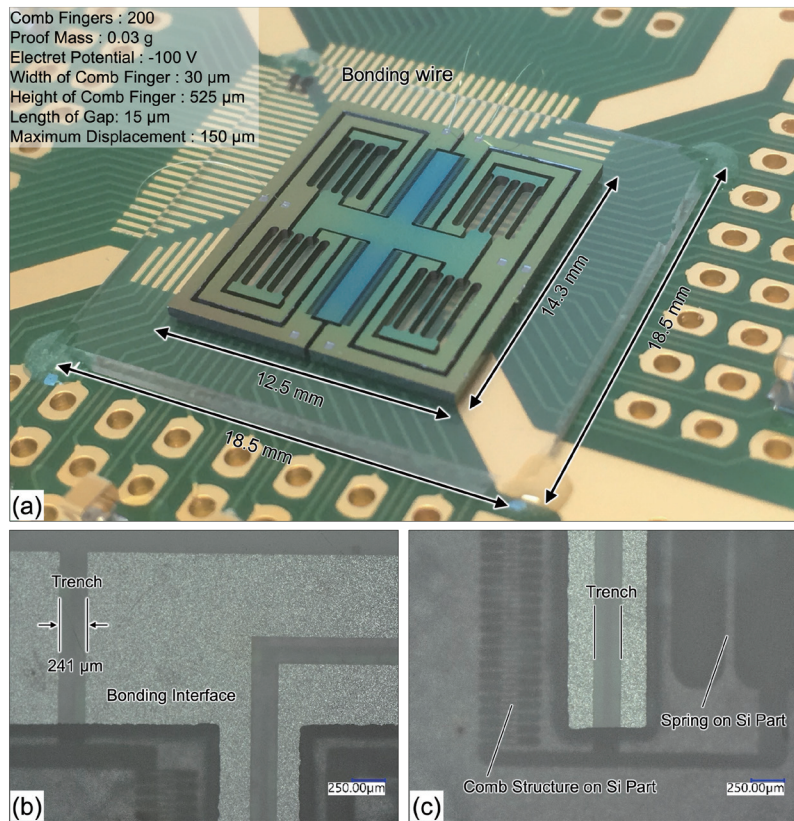 Comb Fingers : 200
Proof Mass : 0.03 g
Electret Potential : -100 V
Width of Comb Finger : 30 μm
Height of Comb Finger : 525 μm
Length of Gap: 15 μm
Maximum Displacement : 150 μm
Bonding wire
14.3 mm
18.5 mm
12.5 mm
18.5 mm
(a)
Trench
241 μm
Bonding Interface
250.00μm
(b)
Trench
Spring on Si Part
Comb Structure on Si Part
250.00μm
(c)